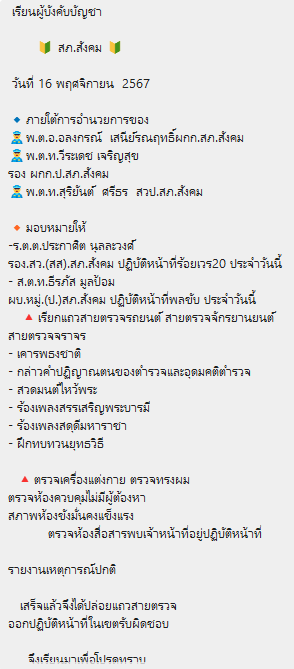 เรียนผู้บังคับบัญชา
🔰 สภ.สังคม 🔰
วันที่ 16 พฤศจิกายน 2567
🔹ภายใต้การอำนวยการของ
👮พ.ต.อ.อลงกรณ์ เสนีย์รณฤทธิ์ผกก.สภ.สังคม
👮พ.ต.ท.วีระเดช เจริญสุข
รอง ผกก.ป.สภ.สังคม
👮พ.ต.ท.สุริยันต์ ศรีธร สวป.สภ.สังคม
🔸มอบหมายให้
-ร.ต.ต.ประกาศิต นุลละวงศ์
รอง.สว.(สส).สภ.สังคม ปฏิบัติหน้าที่ร้อยเวร20 ประจำวันนี้
- ส.ต.ท.ธีรภัส มูลป้อม
ผบ.หมู่.(ป.)สภ.สังคม ปฏิบัติหน้าที่พลขับ ประจำวันนี้
🔺เรียกแถวสายตรวจรถยนต์ สายตรวจจักรยานยนต์
สายตรวจจราจร
- เคารพธงชาติ
- กล่าวคำปฏิญาณตนของตำรวจและอุดมคติตำรวจ
- สวดมนต์ไหว้พระ
- ร้องเพลงสรรเสริญพระบารมี
- ร้องเพลงสดุดีมหาราชา
- ฝึกทบทวนยุทธวิธี
🔺ตรวจเครื่องแต่งกาย ตรวจทรงผม
ตรวจห้องควบคุมไม่มีผู้ต้องหา
สภาพห้องขังมั่นคงแข็งแรง
ตรวจห้องสื่อสารพบเจ้าหน้าที่อยู่ปฏิบัติหน้าที่
รายงานเหตุการณ์ปกติ
เสร็จแล้วจึงได้ปล่อยแถวสายตรวจ
ออกปฏิบัติหน้าที่ในเขตรับผิดชอบ
จึงเรียนมาเพื่อโปรดทราบ